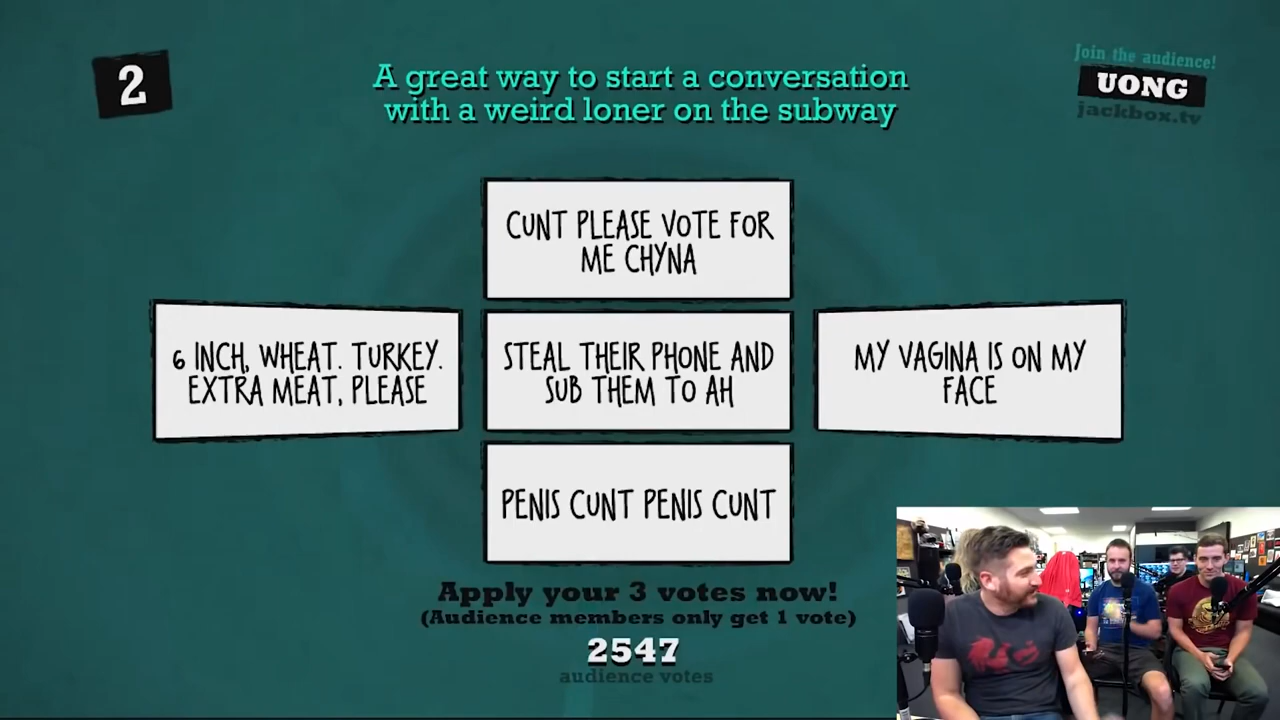 2
A great way to start a conversation
with a weird loner on the subway
Join the audience!
UONG
jackbox.tv
CUNT PLEASE VOTE FOR
ME CHYNA
6 INCH, WHEAT. TURKEY.
EXTRA MEAT, PLEASE
STEAL THEIR PHONE AND
SUB THEM TO AH
MY VAGINA IS ON MY
FACE
PENIS CUNT PENIS CUNT
Apply your 3 votes now!
(Audience members only get 1 vote)
2547
audience votes